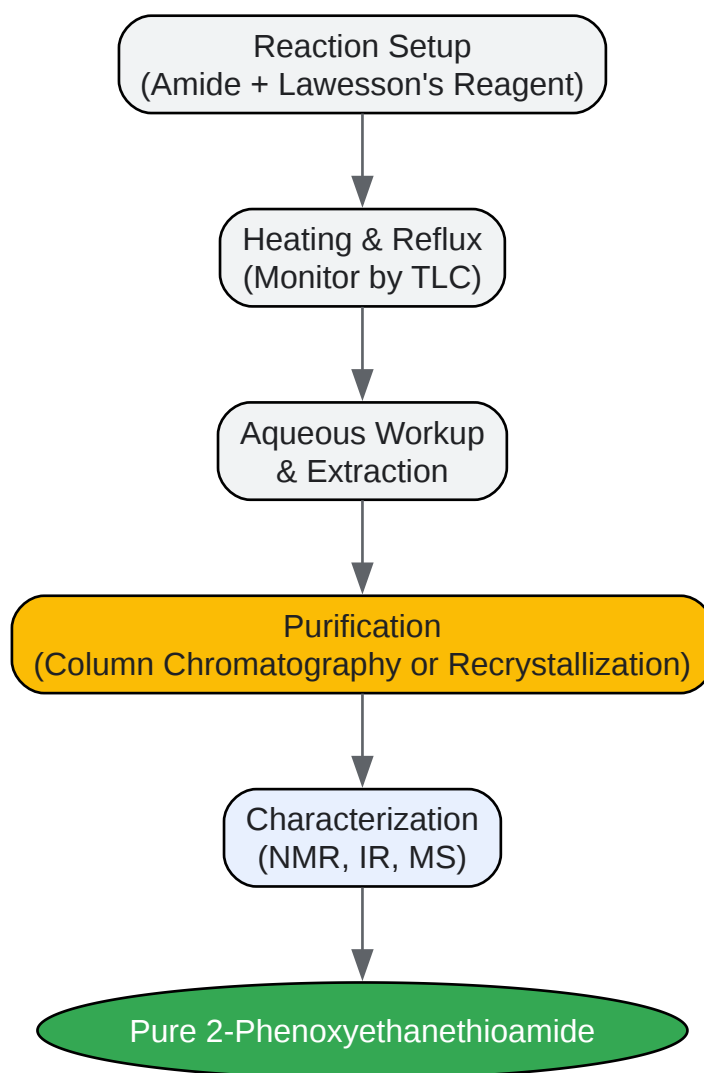 Reaction Setup
(Amide + Lawesson's Reagent)
Heating & Reflux
(Monitor by TLC)
Aqueous Workup
& Extraction
Purification
(Column Chromatography or Recrystallization)
Characterization
(NMR, IR, MS)
Pure 2-Phenoxyethanethioamide